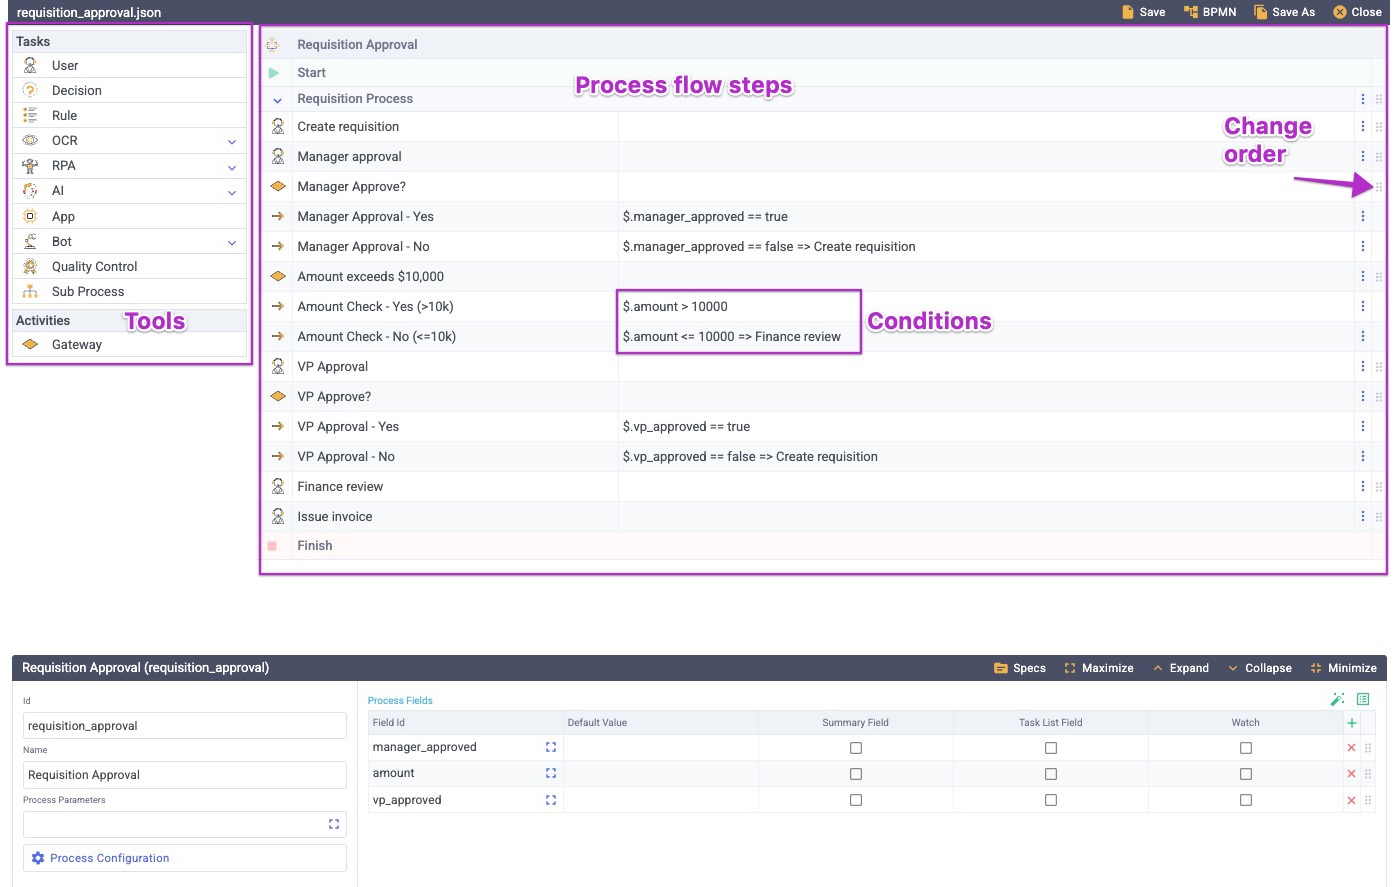 requisition_approval.json
Save
BPMN
Save As
Close
Tasks
User
Decision
Rule
OCR
RPA
AI
App
Bot
Quality Control
Sub Process
Activities
Tools
Gateway
Requisition Approval
Start
Process flow steps
Requisition Process
Change
order
Create requisition
Manager approval
Manager Approve?
Manager Approval - Yes $.manager_approved == true
Manager Approval - No $.manager_approved == false => Create requisition
Amount exceeds $10,000
Amount Check - Yes (>10k) $.amount > 10000
Conditions
Amount Check - No (<=10k) $.amount <= 10000 => Finance review
VP Approval
VP Approve?
VP Approval - Yes $.vp_approved == true
VP Approval - No $.vp_approved == false => Create requisition
Finance review
Issue invoice
Finish
Requisition Approval (requisition_approval)
Specs
Maximize
Expand
Collapse
Minimize
Id
requisition_approval
Name
Requisition Approval
Process Parameters
Process Configuration
Process Fields
Field Id Default Value Summary Field Task List Field Watch
manager_approved
amount
vp_approved